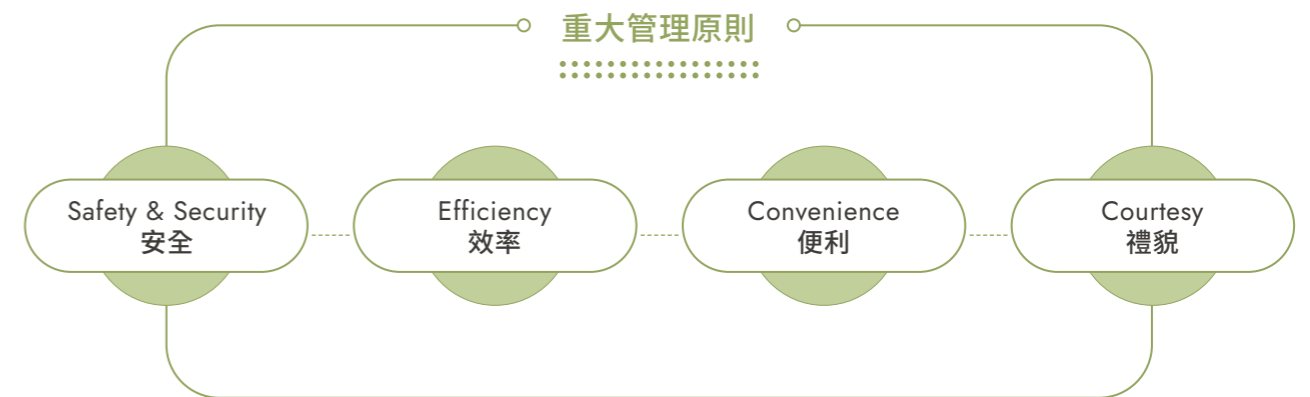 重大管理原則
Safety & Security
安全
Efficiency
效率
Convenience
便利
Courtesy
禮貌